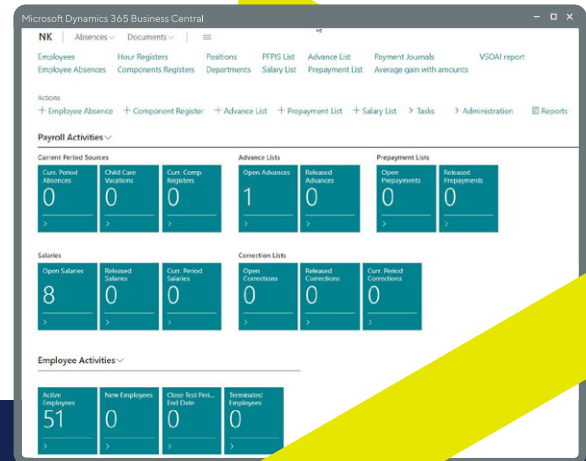 Microsoft Dynamics 365 Business Central
NK Absences Documents
Employees Hour Registers Positions PFPIS List Advance List Payment Journals VSOAI report
Employee Absences Components Registers Departments Salary List Prepayment List Average gain with amounts
Actions
+ Employee Absence + Component Register + Advance List + Prepayment List + Salary List > Tasks > Administration Reports
Payroll Activities
Current Period Sources Advance Lists Prepayment Lists
Curr. Period Absences Child Care Vacations Curr. Comp. Registers Open Advances Released Advances Open Prepayments Released Prepayments
0 0 0 1 0 0 0
> > > > > > >
Salaries Correction Lists
Open Salaries Released Salaries Curr. Period Salaries Open Corrections Released Corrections Curr. Period Corrections
8 0 0 0 0 0
> > > > > >
Employee Activities
Active Employees New Employees Close Test Peri... End Date Terminated Employees
51 0 0 0
> > > >